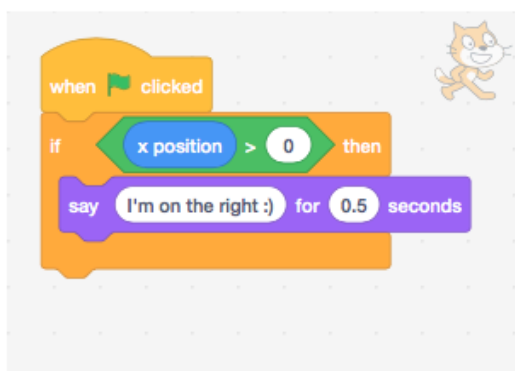 when clicked
if x position > 0 then
say I'm on the right :) for 0.5 seconds